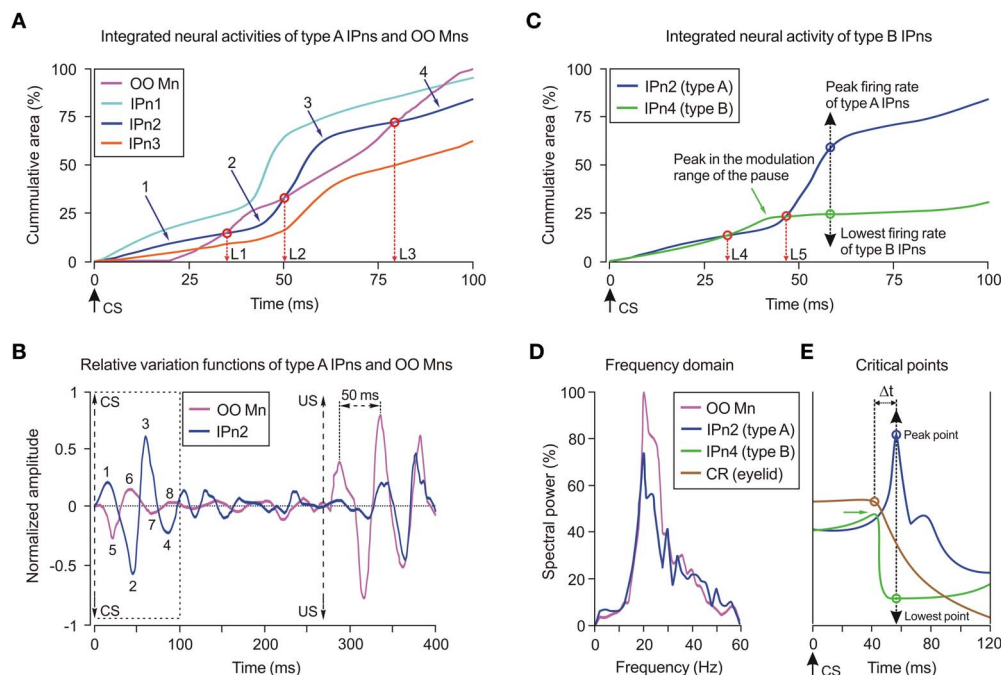 A
Integrated neural activities of type A IPns and OO Mns
Cummulative area (%)
100
75
50
25
0
OO Mn
IPn1
IPn2
IPn3
1
2
3
4
L1
L2
L3
0
25
50
75
100
CS
Time (ms)
C
Integrated neural activity of type B IPns
Cummulative area (%)
100
75
50
25
0
IPn2 (type A)
IPn4 (type B)
Peak firing rate
of type A IPns
Peak in the modulation
range of the pause
Lowest firing rate
of type B IPns
L4
L5
0
25
50
75
100
CS
Time (ms)
B
Relative variation functions of type A IPns and OO Mns
Normalized amplitude
1
0.5
0
-0.5
-1
CS
CS
OO Mn
IPn2
US
US
50 ms
1
2
3
4
5
6
7
8
0
100
200
300
400
Time (ms)
D
Frequency domain
Spectral power (%)
100
80
60
40
20
0
OO Mn
IPn2 (type A)
IPn4 (type B)
CR (eyelid)
0
20
40
60
Frequency (Hz)
E
Critical points
Δt
Peak point
Lowest point
0
40
80
120
CS
Time (ms)